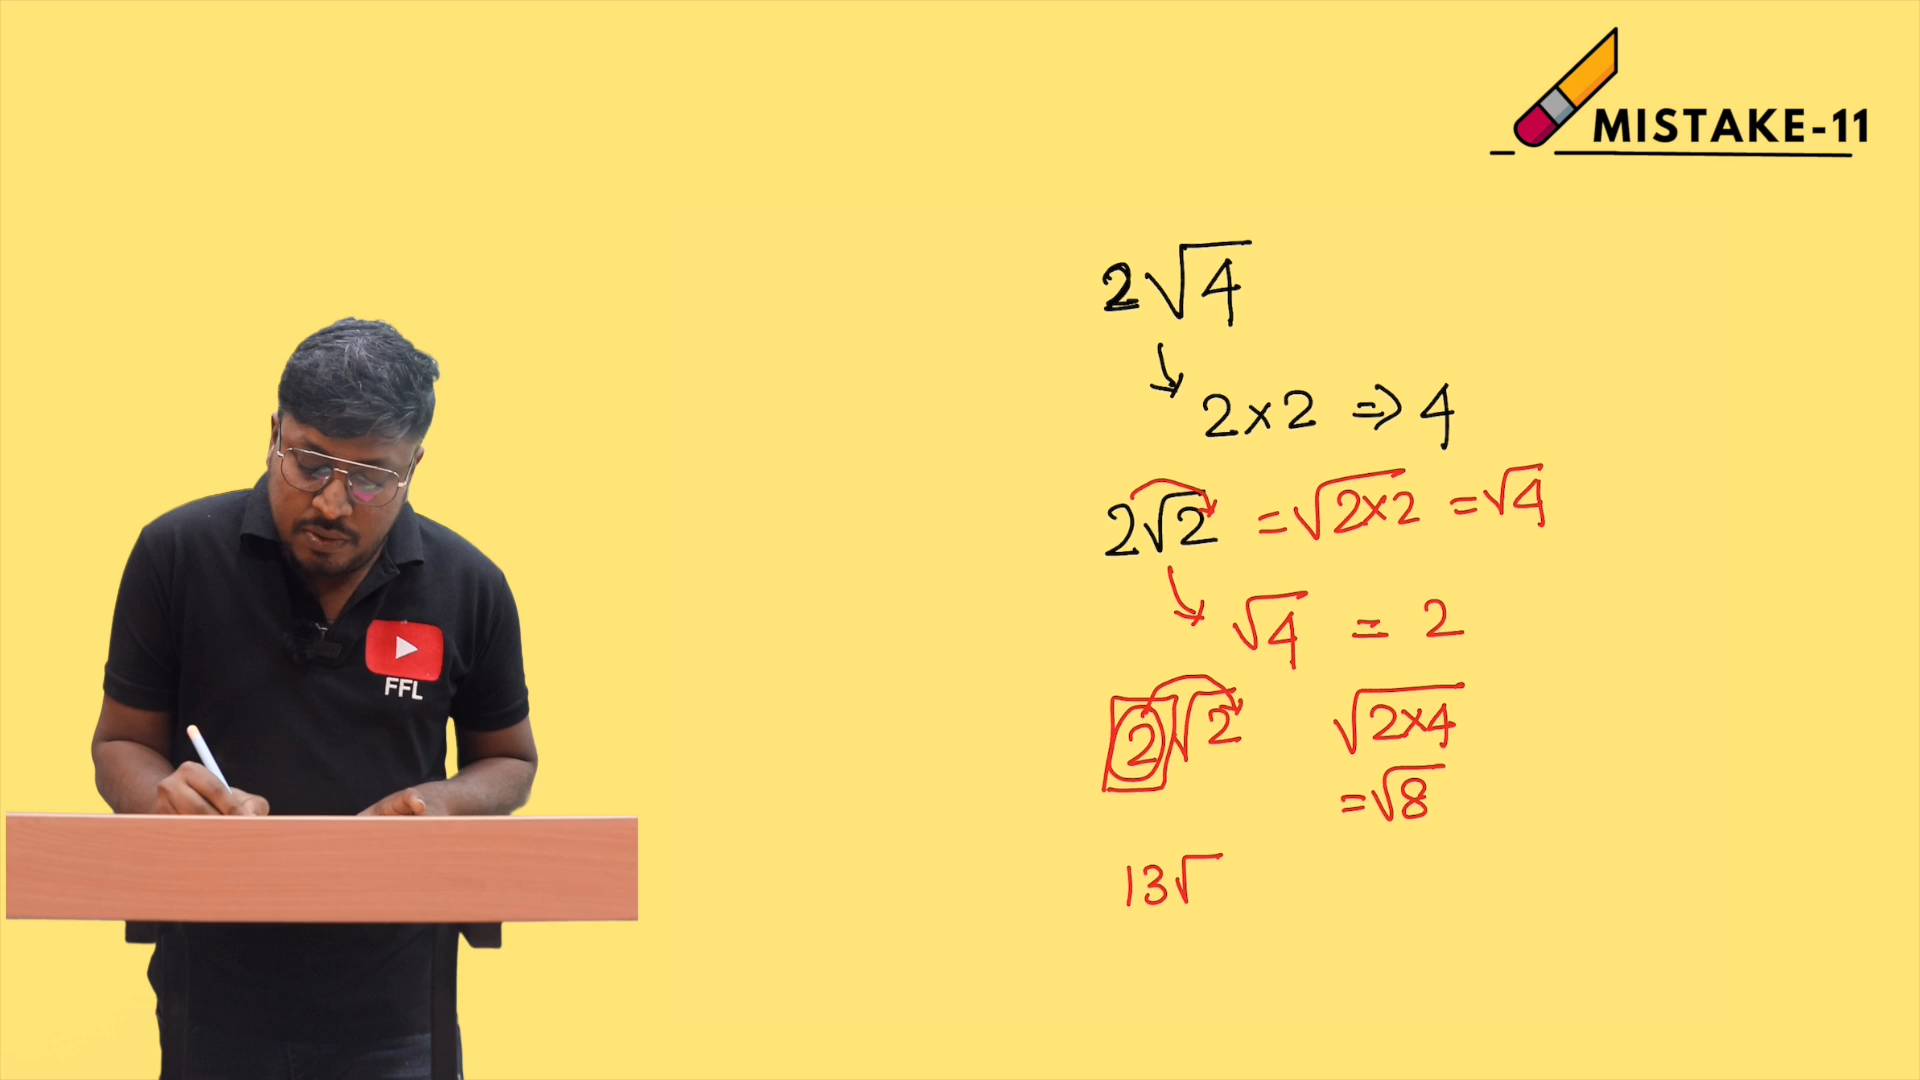 MISTAKE-11
2√4
2×2 ⇒ 4
2√2 = √2×2 = √4
√4 = 2
2√2 √2×4
= √8
13√
FFL